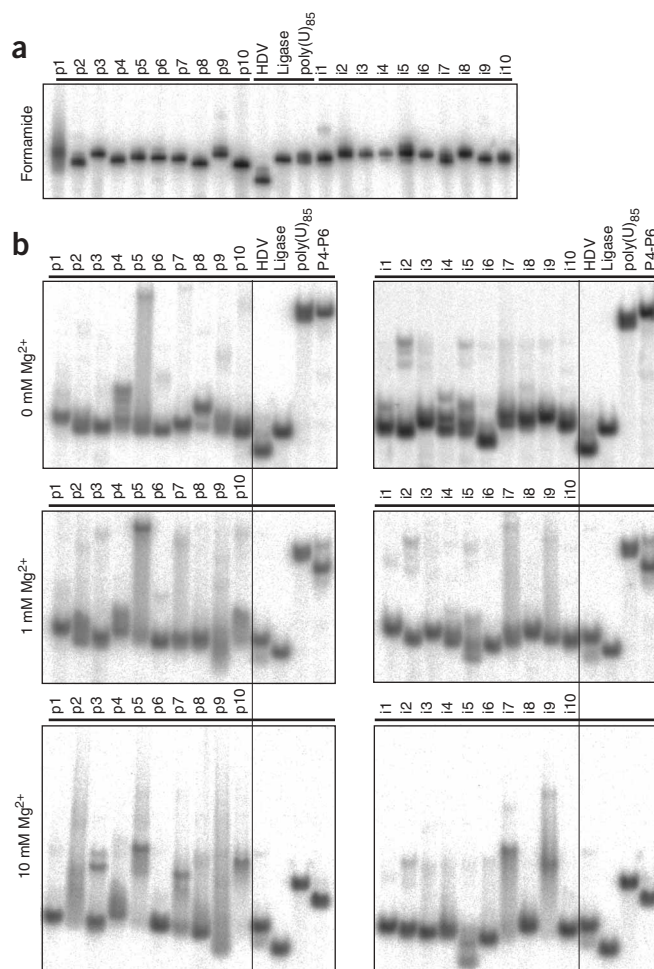 a
p1 p2 p3 p4 p5 p6 p7 p8 p9 p10 HDV Ligase poly(U)85 i1 i2 i3 i4 i5 i6 i7 i8 i9 i10
Formamide
b
p1 p2 p3 p4 p5 p6 p7 p8 p9 p10 HDV Ligase poly(U)85 P4-P6 i1 i2 i3 i4 i5 i6 i7 i8 i9 i10 HDV Ligase poly(U)85 P4-P6
0 mM Mg2+
p1 p2 p3 p4 p5 p6 p7 p8 p9 p10 i1 i2 i3 i4 i5 i6 i7 i8 i9 i10
1 mM Mg2+
p1 p2 p3 p4 p5 p6 p7 p8 p9 p10 i1 i2 i3 i4 i5 i6 i7 i8 i9 i10
10 mM Mg2+